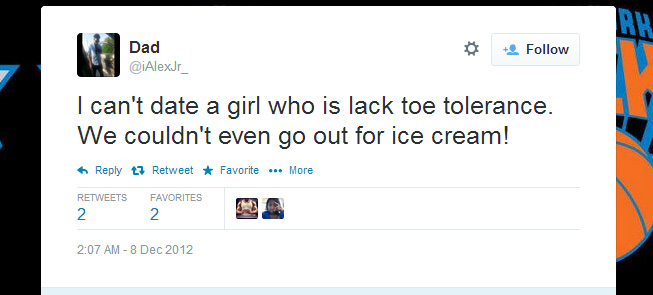 Dad
@iAlexJr_
Follow
I can't date a girl who is lack toe tolerance.
We couldn't even go out for ice cream!
Reply Retweet Favorite More
RETWEETS FAVORITES
2 2
2:07 AM - 8 Dec 2012